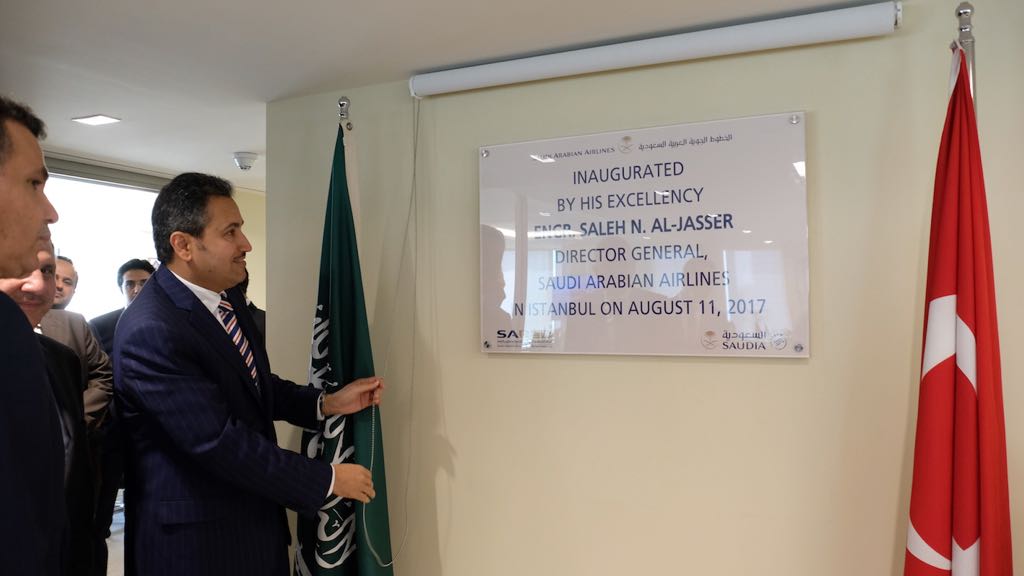 SAUDI ARABIAN AIRLINES الخطوط الجوية العربية السعودية
INAUGURATED
BY HIS EXCELLENCY
ENGR. SALEH N. AL-JASSER
DIRECTOR GENERAL,
SAUDI ARABIAN AIRLINES
IN ISTANBUL ON AUGUST 11, 2017
السعودية
SAUDIA